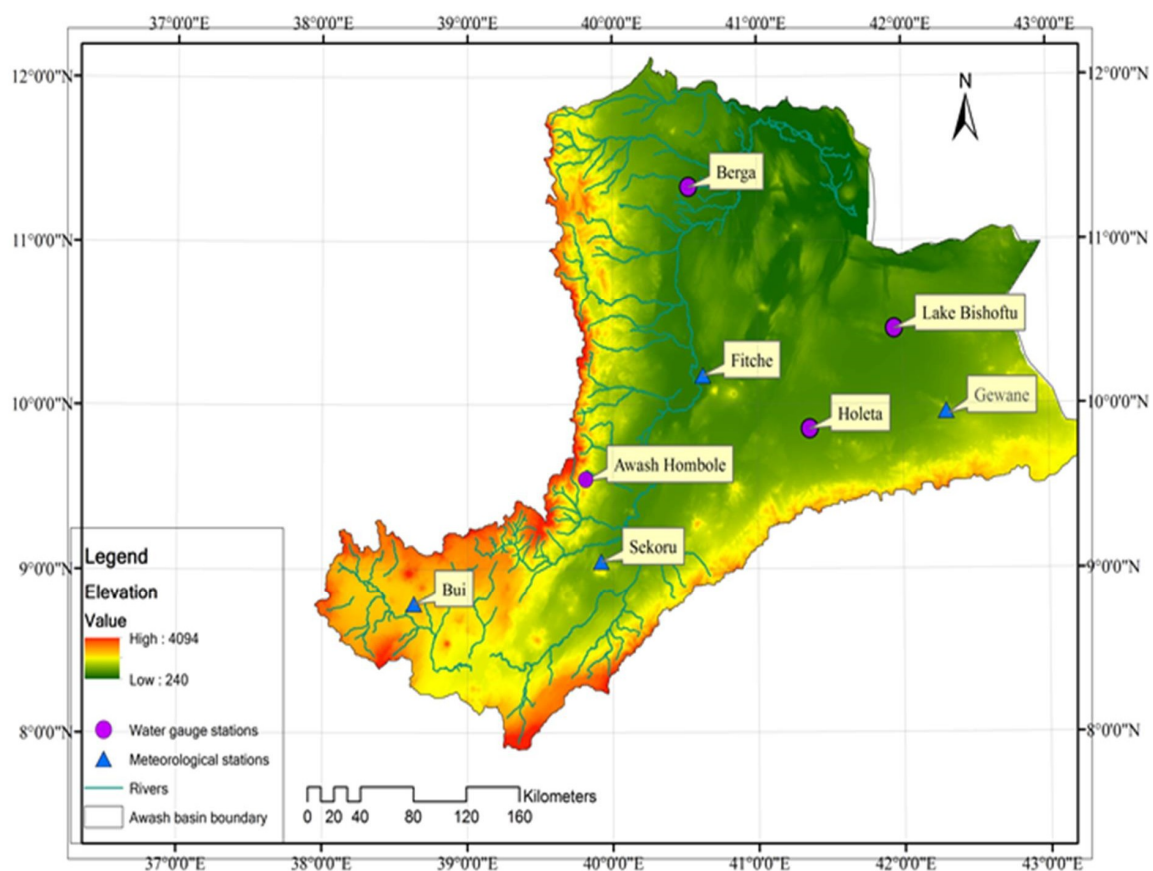 37°0'0"E 38°0'0"E 39°0'0"E 40°0'0"E 41°0'0"E 42°0'0"E 43°0'0"E
12°0'0"N 12°0'0"N
N
Berga
11°0'0"N 11°0'0"N
Lake Bishoftu
Fitche
Gewane
10°0'0"N 10°0'0"N
Holeta
Awash Hombole
Sekoru
9°0'0"N 9°0'0"N
Bui
Legend
Elevation
Value
High : 4094
Low : 240
Water gauge stations
8°0'0"N 8°0'0"N
Meteorological stations
Rivers
Awash basin boundary
Kilometers
0 20 40 80 120 160
37°0'0"E 38°0'0"E 39°0'0"E 40°0'0"E 41°0'0"E 42°0'0"E 43°0'0"E